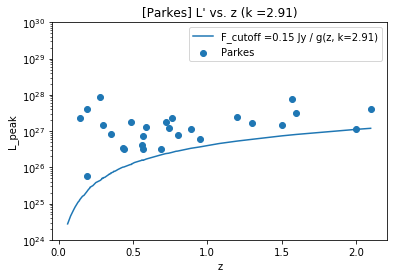 [Parkes] L' vs. z (k =2.91)
10^30
F_cutoff =0.15 Jy / g(z, k=2.91)
Parkes
10^29
10^28
10^27
10^26
10^25
10^24
L_peak
0.0 0.5 1.0 1.5 2.0
z